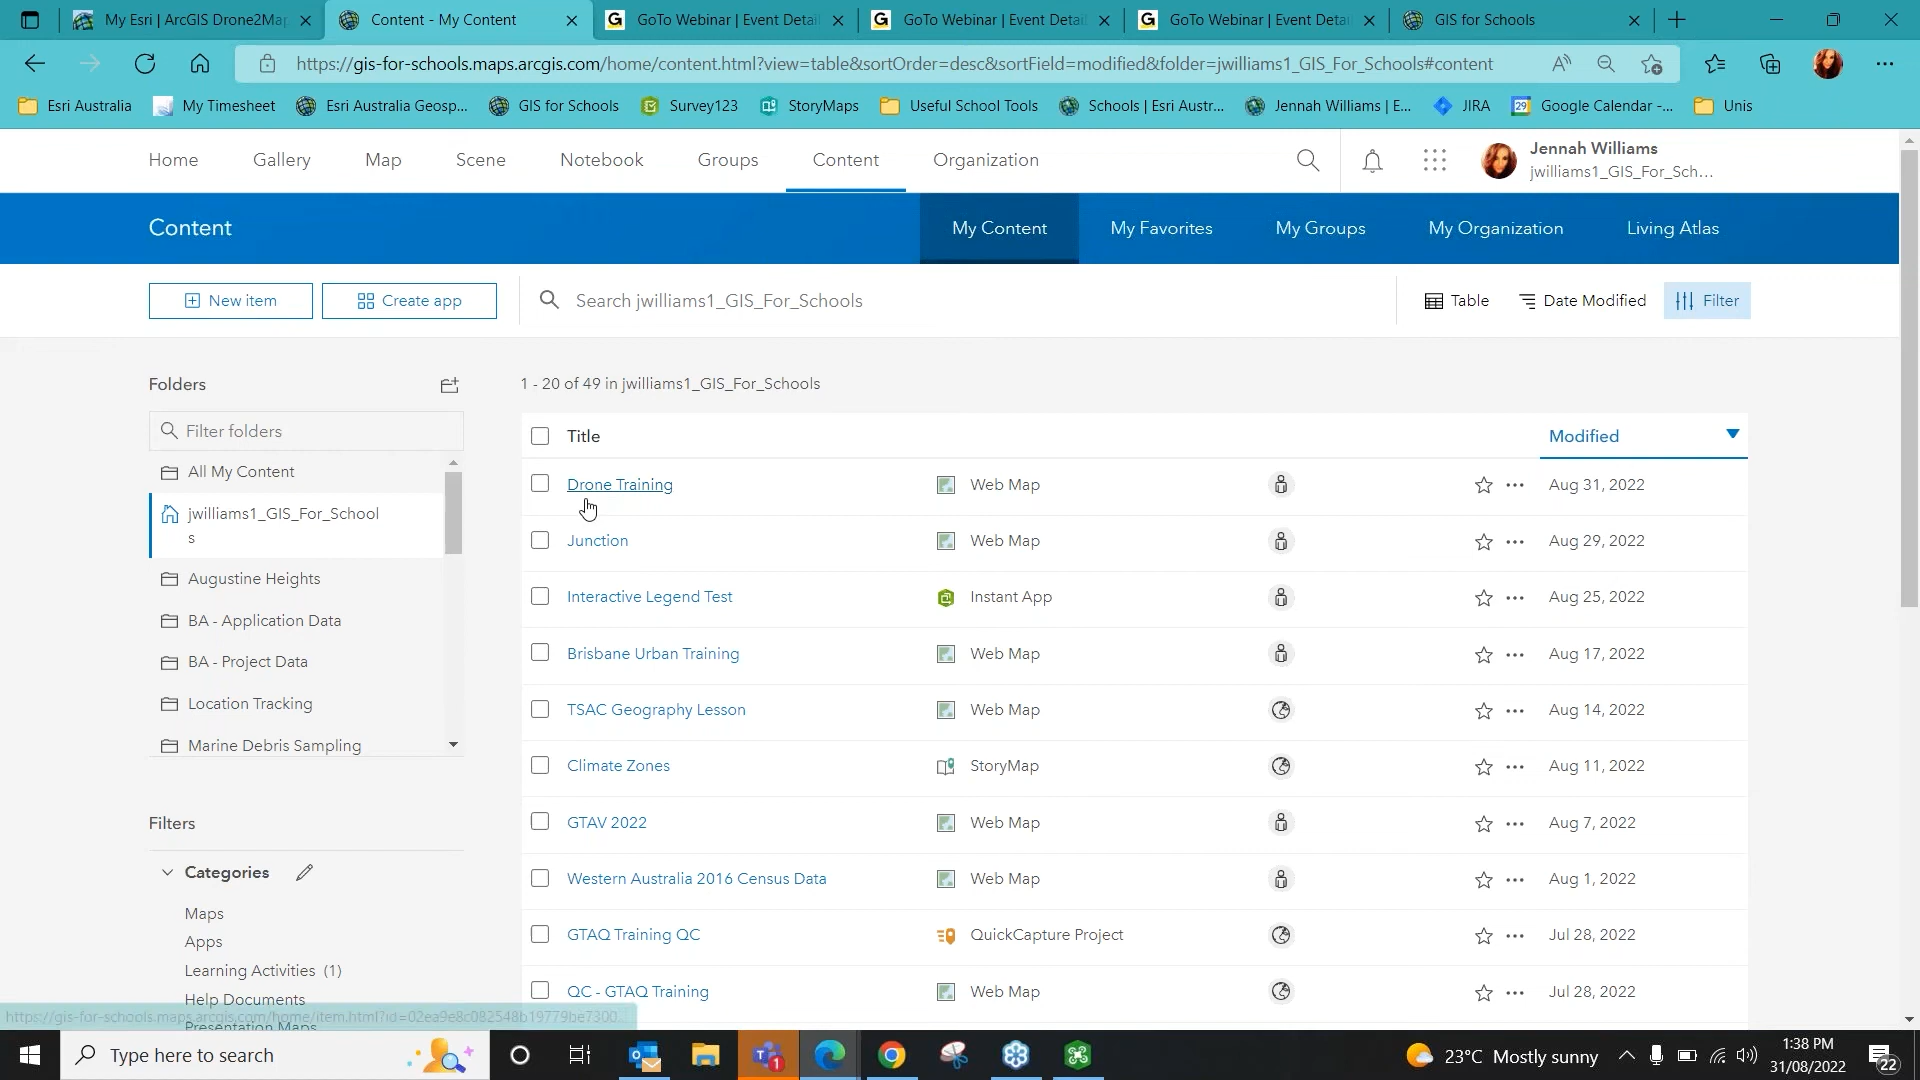 My Esri | ArcGIS Drone2Map
Content - My Content
GoTo Webinar | Event Detail
GoTo Webinar | Event Detail
GoTo Webinar | Event Detai
GIS for Schools
https://gis-for-schools.maps.arcgis.com/home/content.html?view=table&sortOrder=desc&sortField=modified&folder=jwilliams1_GIS_For_Schools#content
Esri Australia
My Timesheet
Esri Australia Geosp...
GIS for Schools
Survey123
StoryMaps
Useful School Tools
Schools | Esri Austr...
Jennah Williams | E...
JIRA
Google Calendar -...
Unis
Home
Gallery
Map
Scene
Notebook
Groups
Content
Organization
Jennah Williams
jwilliams1_GIS_For_Sch...
Content
My Content
My Favorites
My Groups
My Organization
Living Atlas
New item
Create app
Search jwilliams1_GIS_For_Schools
Table
Date Modified
Filter
Folders
Filter folders
All My Content
jwilliams1_GIS_For_School
s
Augustine Heights
BA - Application Data
BA - Project Data
Location Tracking
Marine Debris Sampling
Filters
Categories
Maps
Apps
Learning Activities (1)
Help Documents
Presentation Maps
1 - 20 of 49 in jwilliams1_GIS_For_Schools
Title Modified
Drone Training Web Map Aug 31, 2022
Junction Web Map Aug 29, 2022
Interactive Legend Test Instant App Aug 25, 2022
Brisbane Urban Training Web Map Aug 17, 2022
TSAC Geography Lesson Web Map Aug 14, 2022
Climate Zones StoryMap Aug 11, 2022
GTAV 2022 Web Map Aug 7, 2022
Western Australia 2016 Census Data Web Map Aug 1, 2022
GTAQ Training QC QuickCapture Project Jul 28, 2022
QC - GTAQ Training Web Map Jul 28, 2022
Type here to search
1
23°C Mostly sunny
1:38 PM
31/08/2022
22